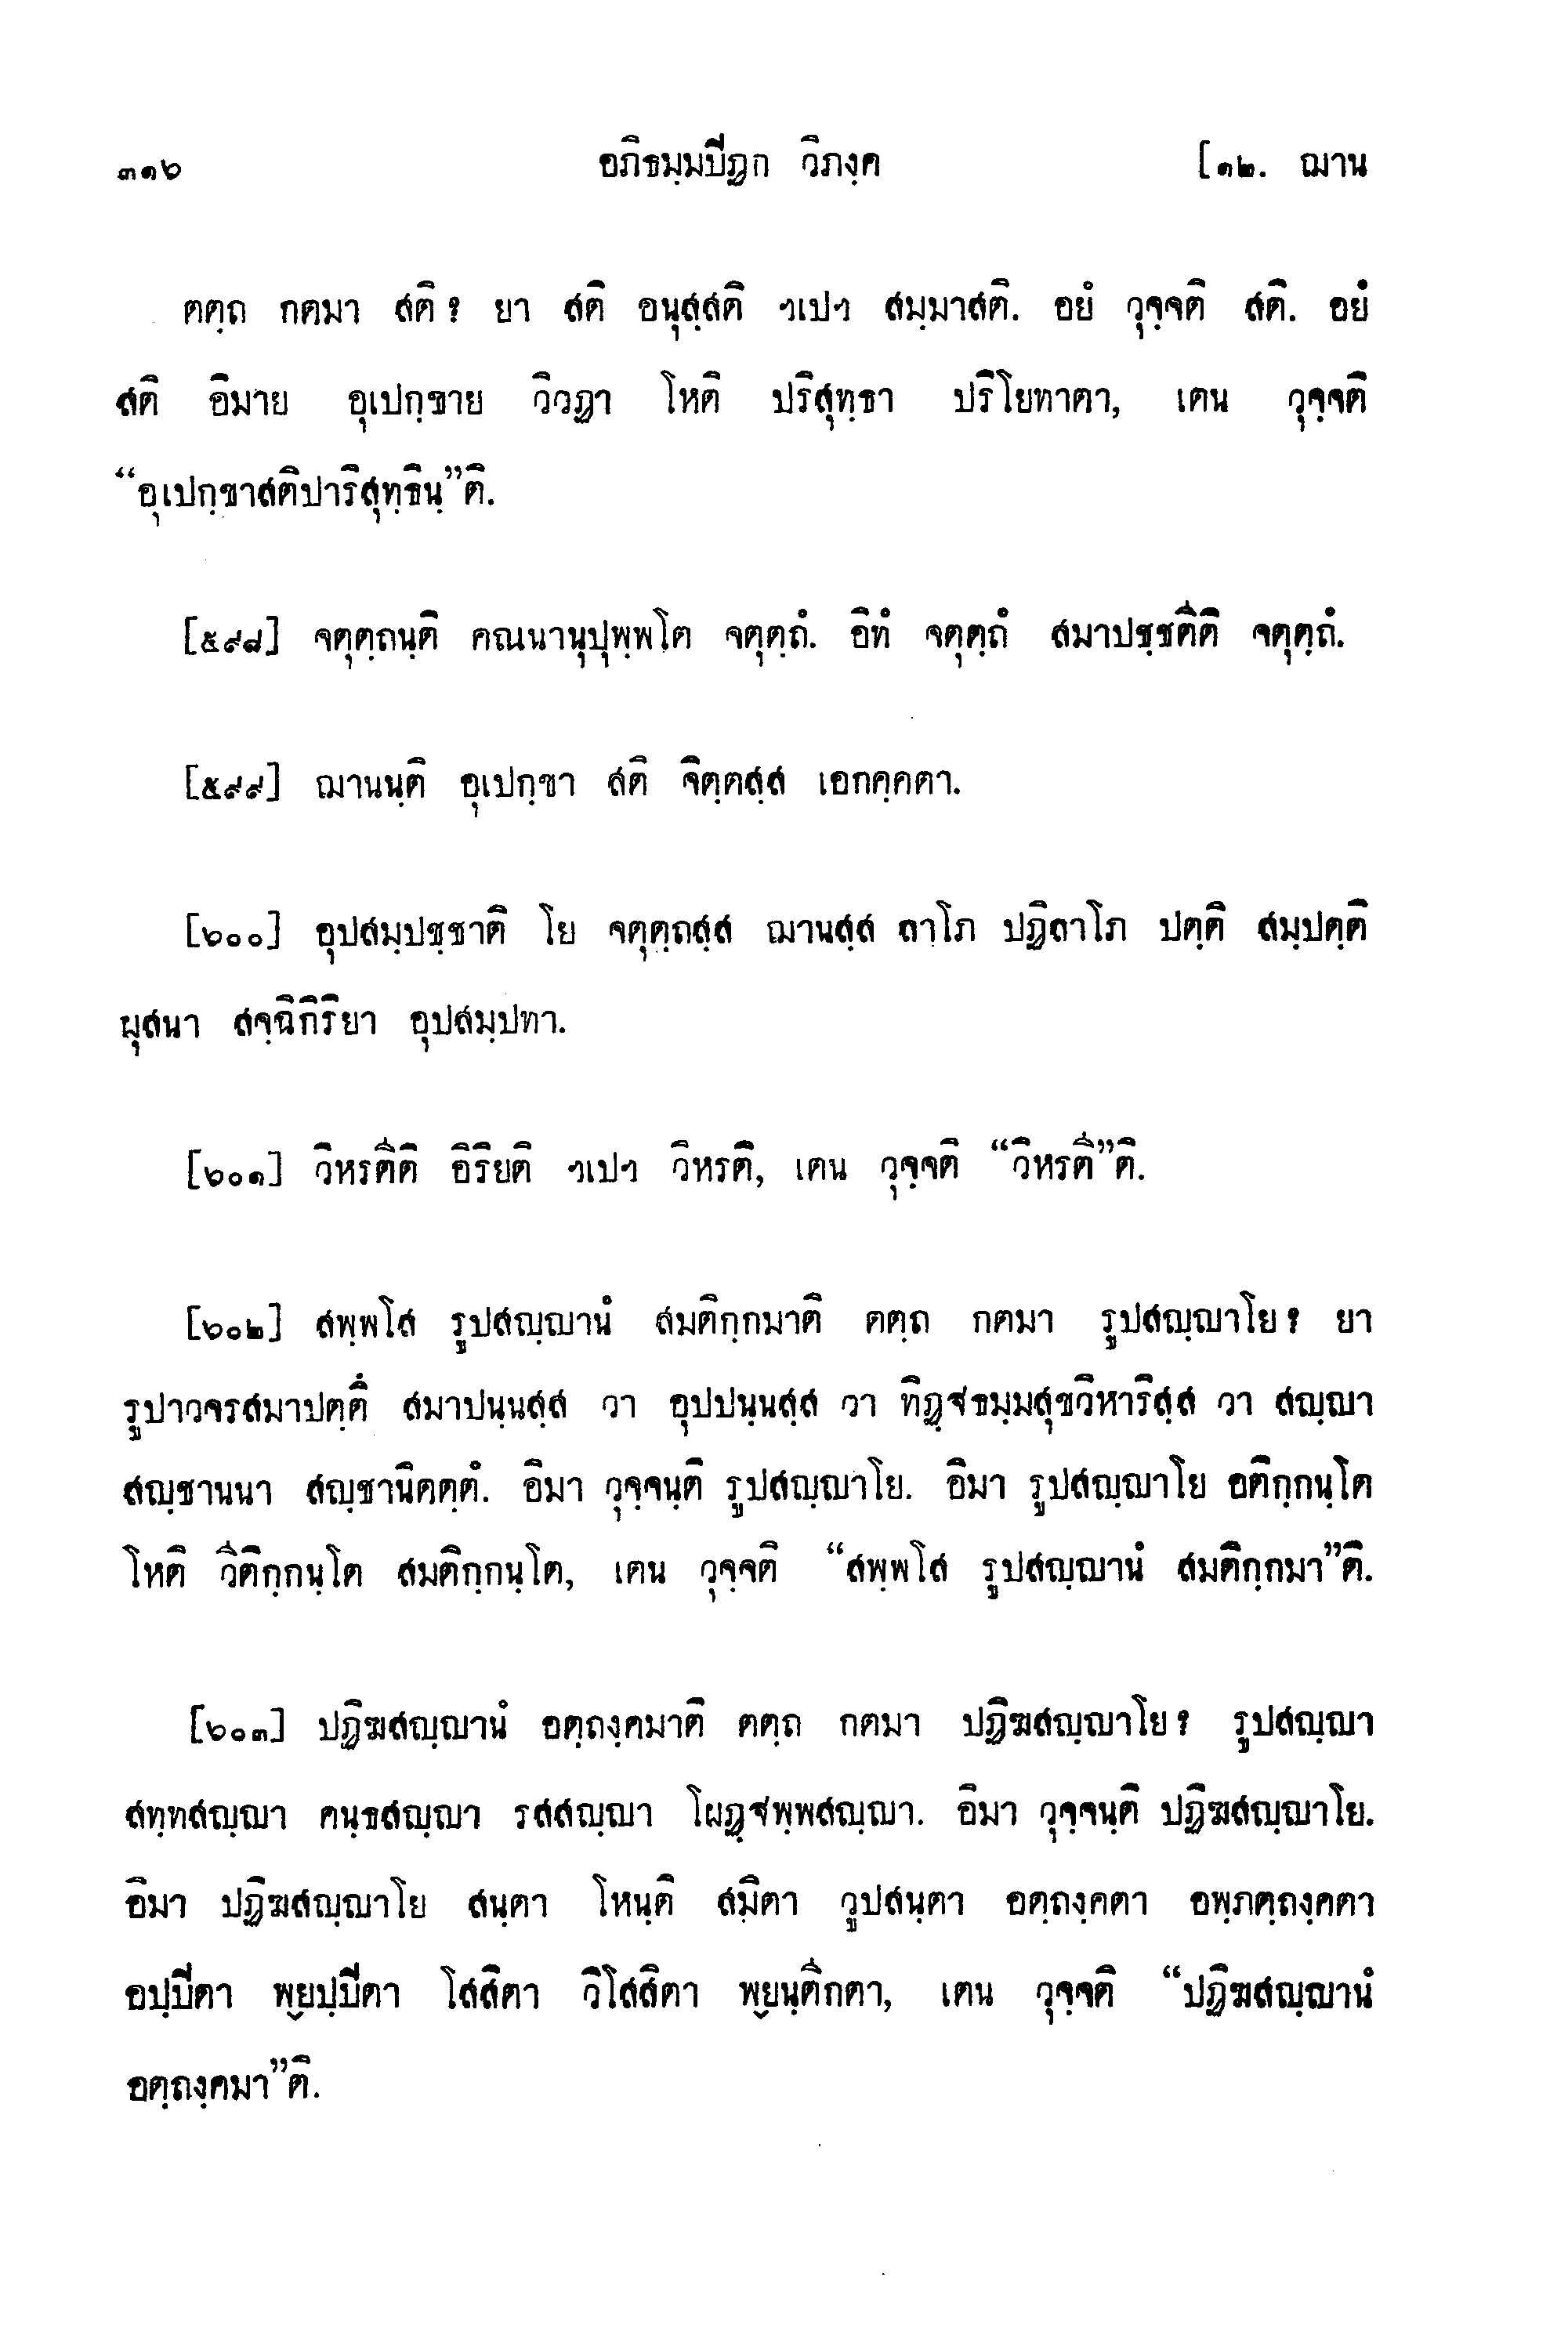 ๓๑๖ อภิธมฺมปิฏก วิภงฺค [๑๒. ฌาน
ตตฺถ กตมา สติ? ยา สติ อนุสฺสติ ฯเปฯ สมฺมาสติ. อยํ วุจฺจติ สติ. อยํ
สติ อิมาย อุเปกฺขาย วิวฏา โหติ ปริสุทฺธา ปริโยทาตา, เตน วุจฺจติ
“อุเปกฺขาสติปาริสุทฺธินฺ”ติ.
[๕๙๘] จตุตฺถนฺติ คณนานุปุพฺพโต จตุตฺถํ. อิทํ จตุตฺถํ สมาปชฺชตีติ จตุตฺถํ.
[๕๙๙] ฌานนฺติ อุเปกฺขา สติ จิตฺตสฺส เอกคฺคตา.
[๖๐๐] อุปสมฺปชฺชาติ โย จตุตฺถสฺส ฌานสฺส ลาโภ ปฏิลาโภ ปตฺติ สมฺปตฺติ
ผุสนา สจฺฉิกิริยา อุปสมฺปทา.
[๖๐๑] วิหรตีติ อิริยติ ฯเปฯ วิหรติ, เตน วุจฺจติ “วิหรตี”ติ.
[๖๐๒] สพฺพโส รูปสญฺญานํ สมติกฺกมาติ ตตฺถ กตมา รูปสญฺญาโย? ยา
รูปาวจรสมาปตฺตึ สมาปนฺนสฺส วา อุปปนฺนสฺส วา ทิฏฺฐธมฺมสุขวิหาริสฺส วา สญฺญา
สญฺชานนา สญฺชานิตตฺตํ. อิมา วุจฺจนฺติ รูปสญฺญาโย. อิมา รูปสญฺญาโย อติกฺกนฺโต
โหติ วีติกฺกนฺโต สมติกฺกนฺโต, เตน วุจฺจติ “สพฺพโส รูปสญฺญานํ สมติกฺกมา”ติ.
[๖๐๓] ปฏิฆสญฺญานํ อตฺถงฺคมาติ ตตฺถ กตมา ปฏิฆสญฺญาโย? รูปสญฺญา
สทฺทสญฺญา คนฺธสญฺญา รสสญฺญา โผฏฺฐพฺพสญฺญา. อิมา วุจฺจนฺติ ปฏิฆสญฺญาโย.
อิมา ปฏิฆสญฺญาโย สนฺตา โหนฺติ สมิตา วูปสนฺตา อตฺถงฺคตา อพฺภตฺถงฺคตา
อปฺปิตา พฺยปฺปิตา โสสิตา วิโสสิตา พฺยนฺตีกตา, เตน วุจฺจติ “ปฏิฆสญฺญานํ
อตฺถงฺคมา”ติ.